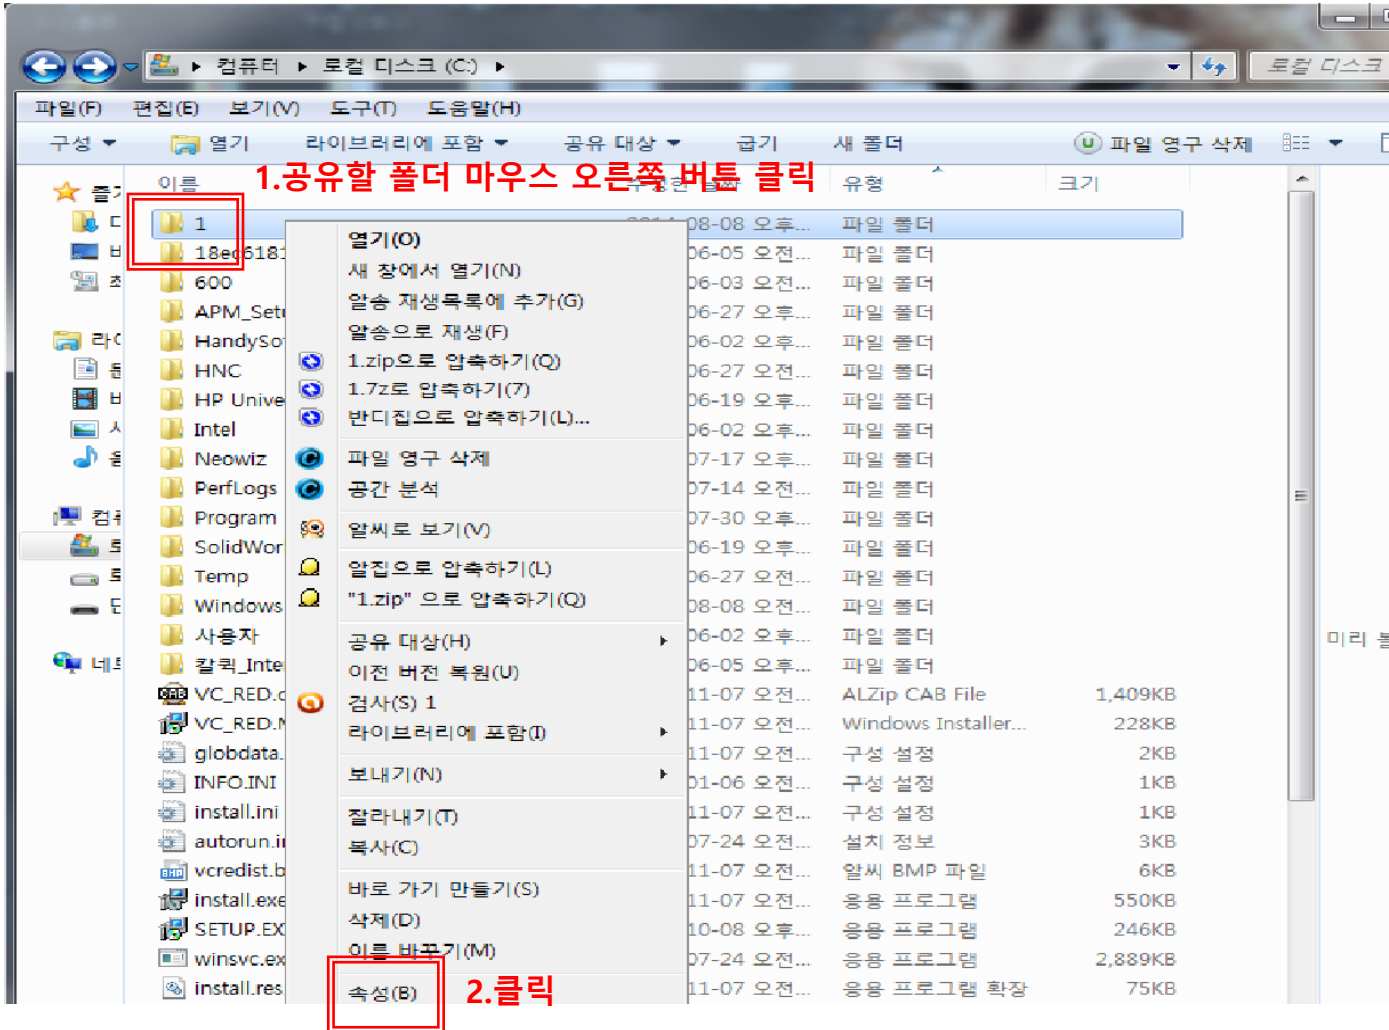 컴퓨터 ▸ 로컬 디스크 (C:) ▸
로컬 디스크
파일(F) 편집(E) 보기(V) 도구(T) 도움말(H)
구성 열기 라이브러리에 포함 공유 대상 굽기 새 폴더 파일 영구 삭제
1.공유할 폴더 마우스 오른쪽 버튼 클릭
이름 수정한 날짜 유형 크기
1 2014-08-08 오후... 파일 폴더
18ec6181 06-05 오전... 파일 폴더
600 06-03 오전... 파일 폴더
APM_Setu 06-27 오후... 파일 폴더
HandySo 06-02 오후... 파일 폴더
HNC 06-27 오전... 파일 폴더
HP Unive 06-19 오후... 파일 폴더
Intel 06-02 오후... 파일 폴더
Neowiz 07-17 오후... 파일 폴더
PerfLogs 07-14 오전... 파일 폴더
Program 07-30 오후... 파일 폴더
SolidWor 06-19 오후... 파일 폴더
Temp 06-27 오전... 파일 폴더
Windows 08-08 오전... 파일 폴더
사용자 06-02 오후... 파일 폴더
칼퀵_Inte 06-05 오후... 파일 폴더
VC_RED.c 11-07 오전... ALZip CAB File 1,409KB
VC_RED.M 11-07 오전... Windows Installer... 228KB
globdata. 11-07 오전... 구성 설정 2KB
INFO.INI 01-06 오전... 구성 설정 1KB
install.ini 11-07 오전... 구성 설정 1KB
autorun.in 07-24 오전... 설치 정보 3KB
vcredist.b 11-07 오전... 알씨 BMP 파일 6KB
install.exe 11-07 오전... 응용 프로그램 550KB
SETUP.EX 10-08 오후... 응용 프로그램 246KB
winsvc.ex 07-24 오전... 응용 프로그램 2,889KB
install.res 11-07 오전... 응용 프로그램 확장 75KB
열기(O)
새 창에서 열기(N)
알송 재생목록에 추가(G)
알송으로 재생(F)
1.zip으로 압축하기(Q)
1.7z로 압축하기(7)
반디집으로 압축하기(L)...
파일 영구 삭제
공간 분석
알씨로 보기(V)
알집으로 압축하기(L)
"1.zip" 으로 압축하기(Q)
공유 대상(H)
이전 버전 복원(U)
검사(S) 1
라이브러리에 포함(I)
보내기(N)
잘라내기(T)
복사(C)
바로 가기 만들기(S)
삭제(D)
이름 바꾸기(M)
속성(B)
2.클릭
미리